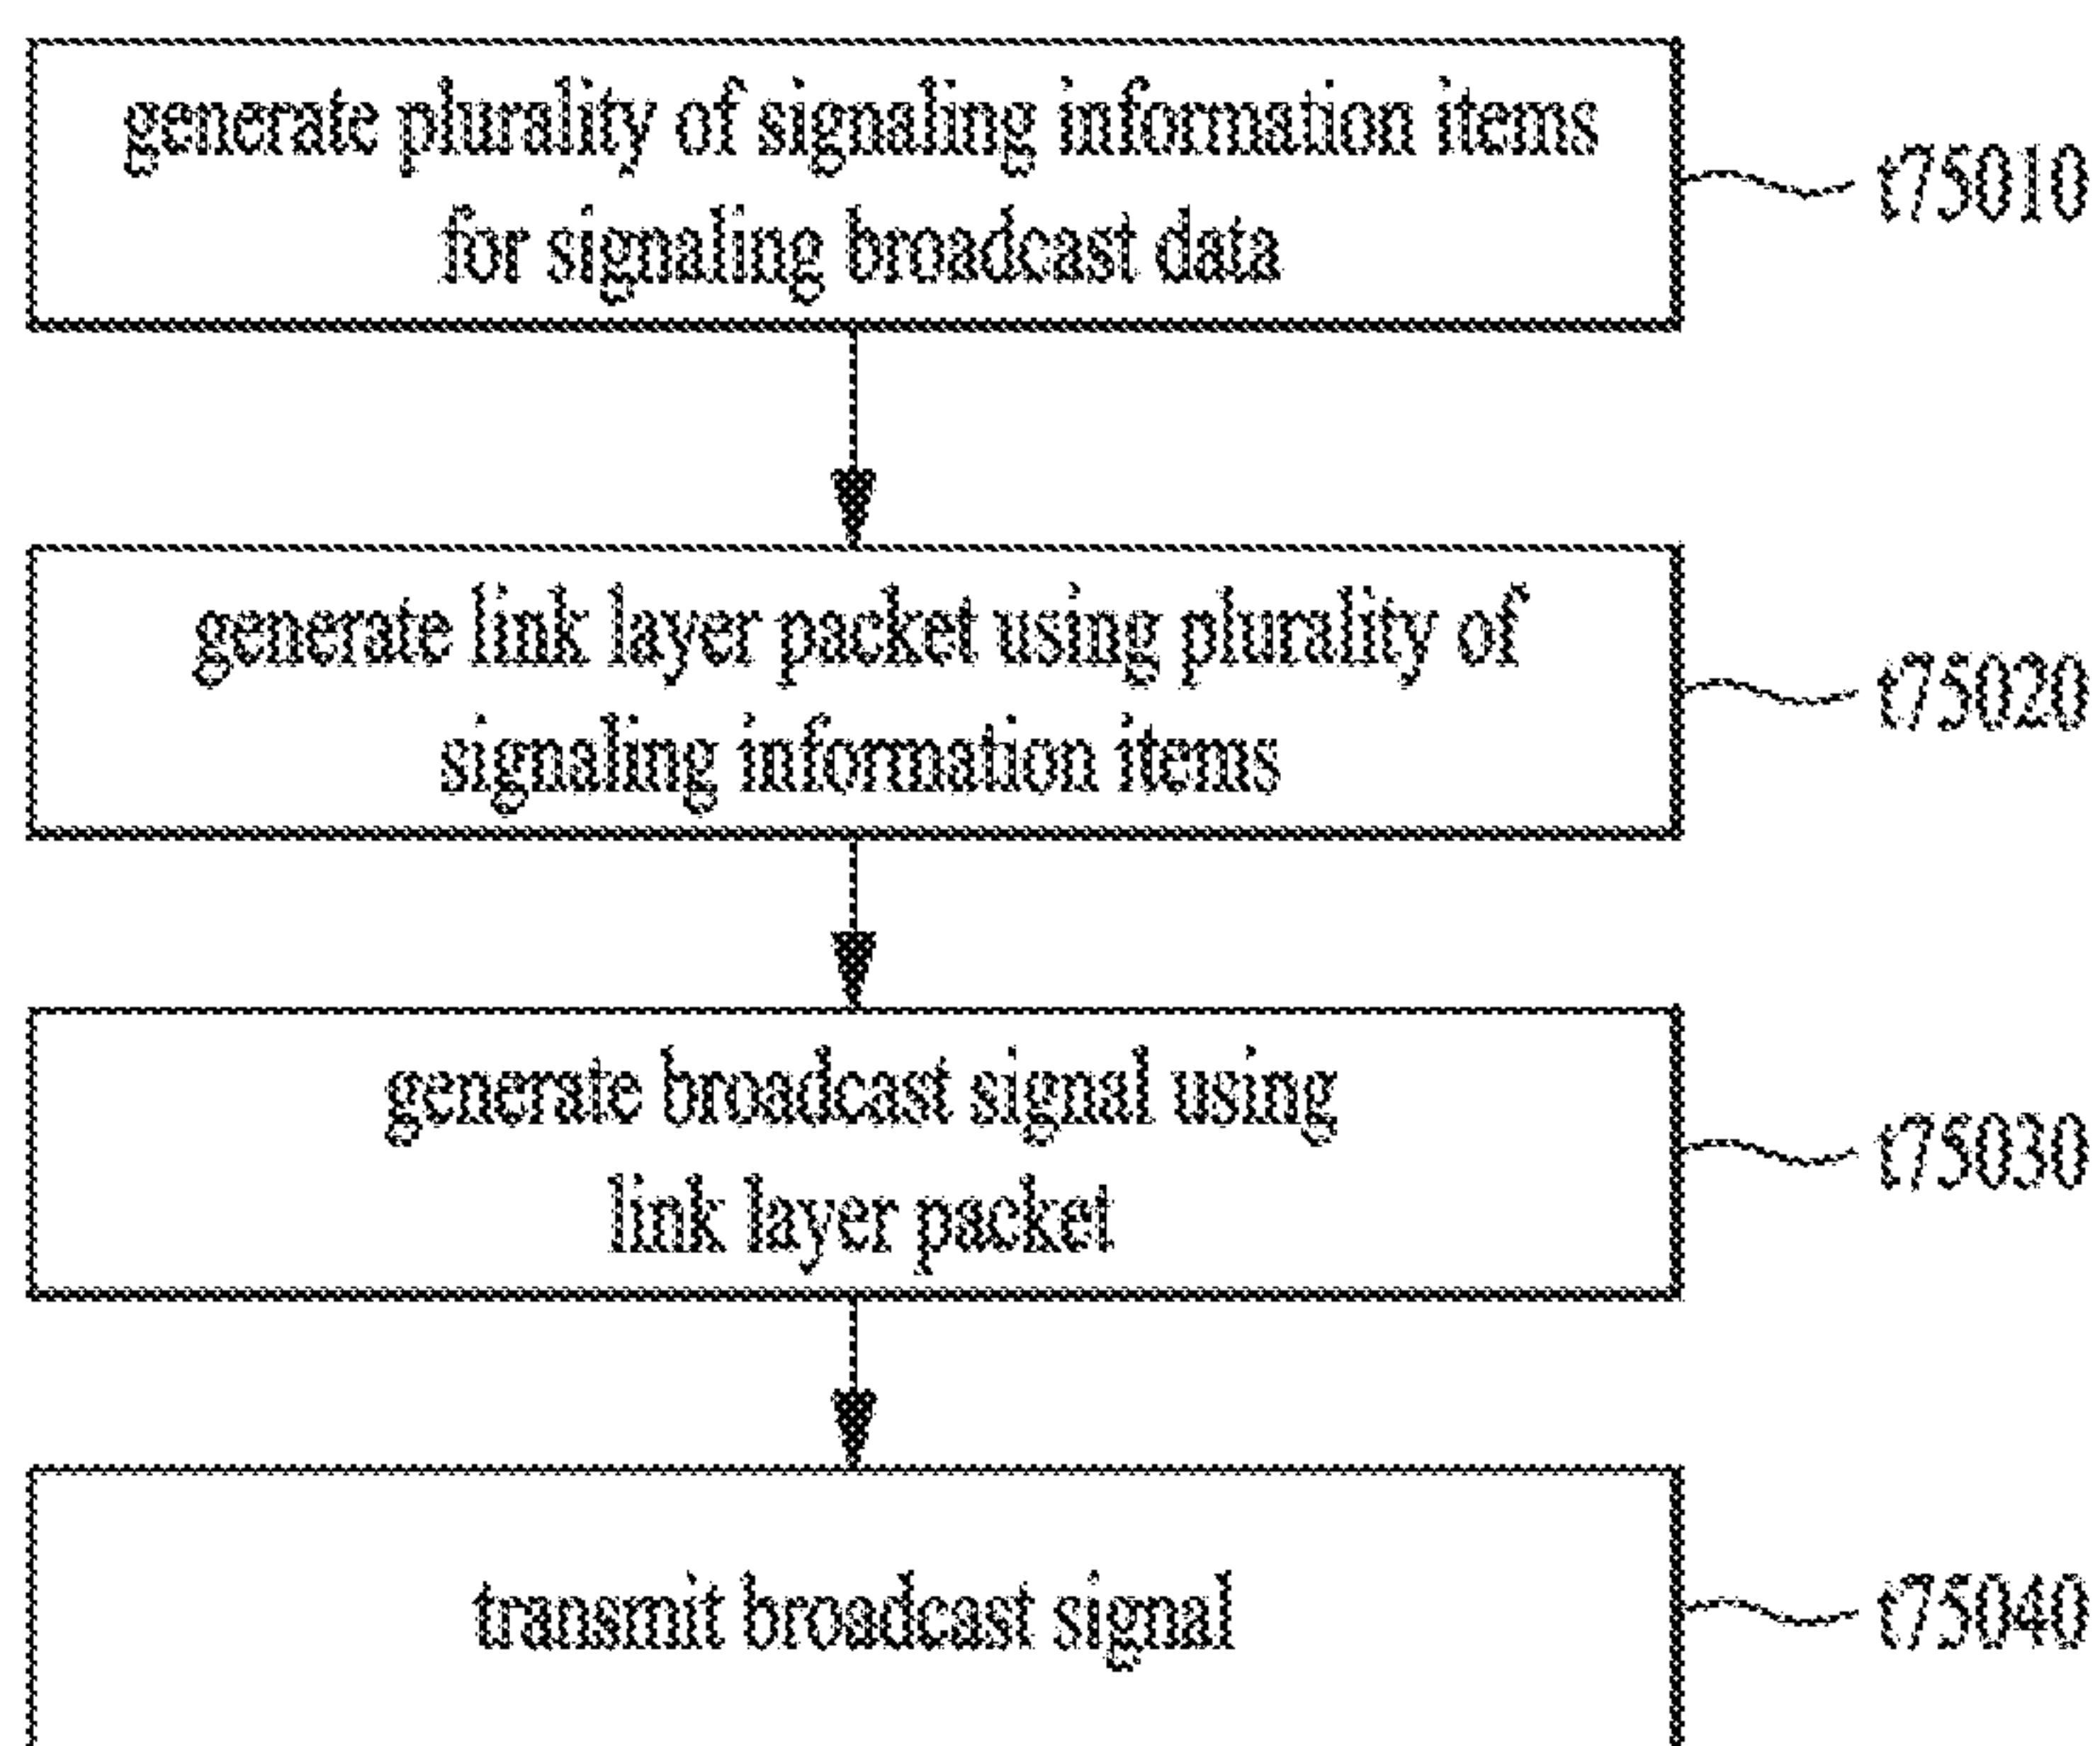 generate plurality of signaling information items
for signaling broadcast data
t75010
generate link layer packet using plurality of
signaling information items
t75020
generate broadcast signal using
link layer packet
t75030
transmit broadcast signal
t75040